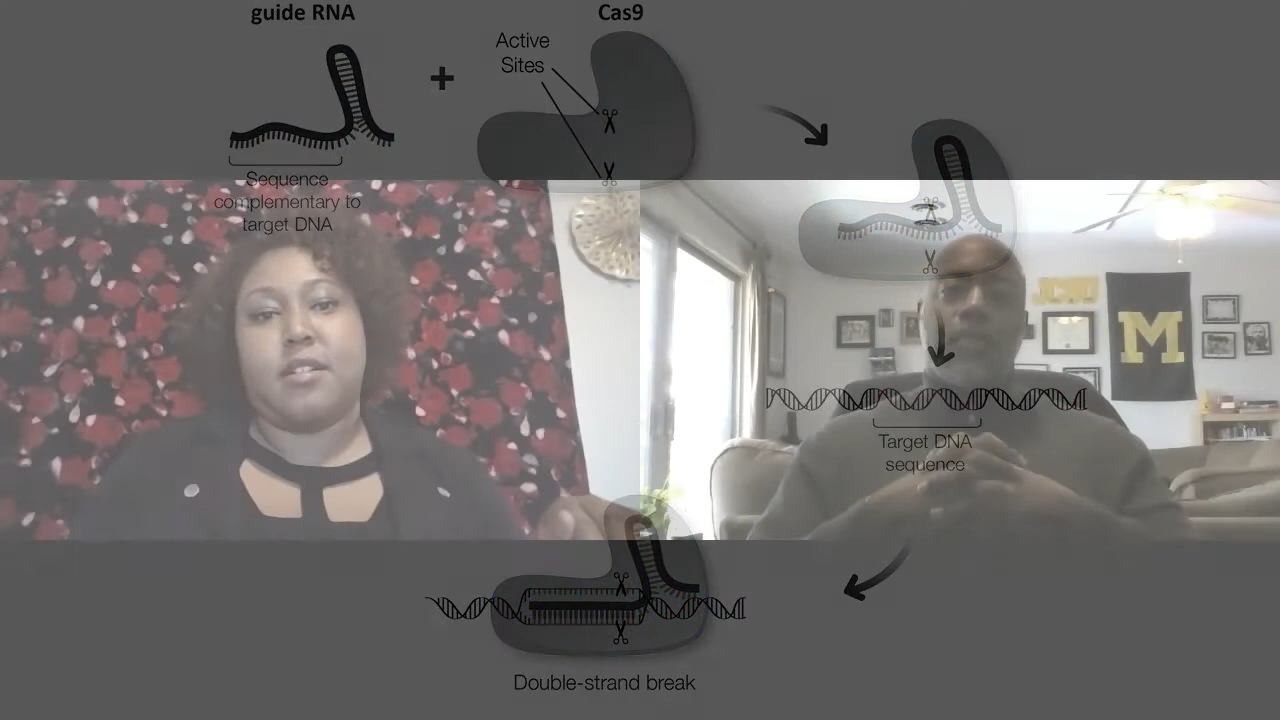 guide RNA
Cas9
Active
Sites
Sequence
complementary to
target DNA
M
Target DNA
sequence
Double-strand break